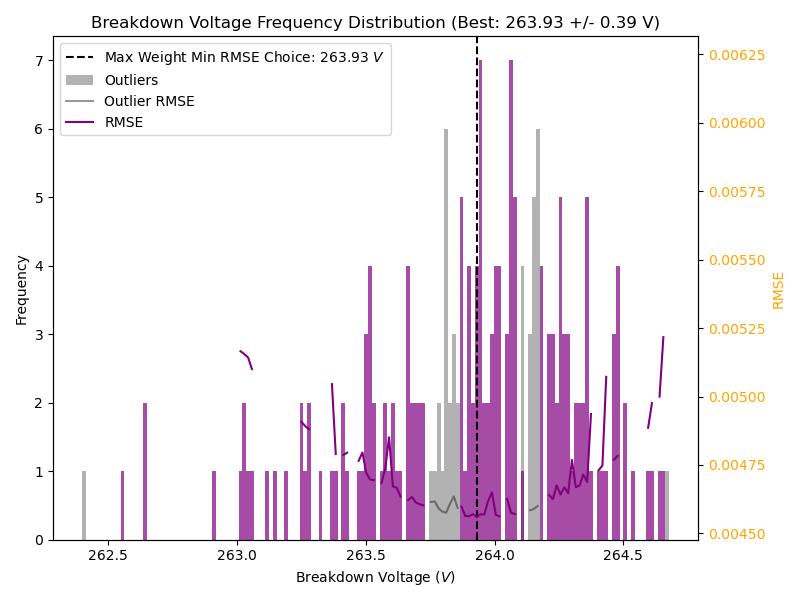 Breakdown Voltage Frequency Distribution (Best: 263.93 +/- 0.39 V)
Max Weight Min RMSE Choice: 263.93 V
Outliers
Outlier RMSE
RMSE
Frequency
7
6
5
4
3
2
1
0
0.00625
0.00600
0.00575
0.00550
0.00525
0.00500
0.00475
0.00450
RMSE
262.5
263.0
263.5
264.0
264.5
Breakdown Voltage (V)